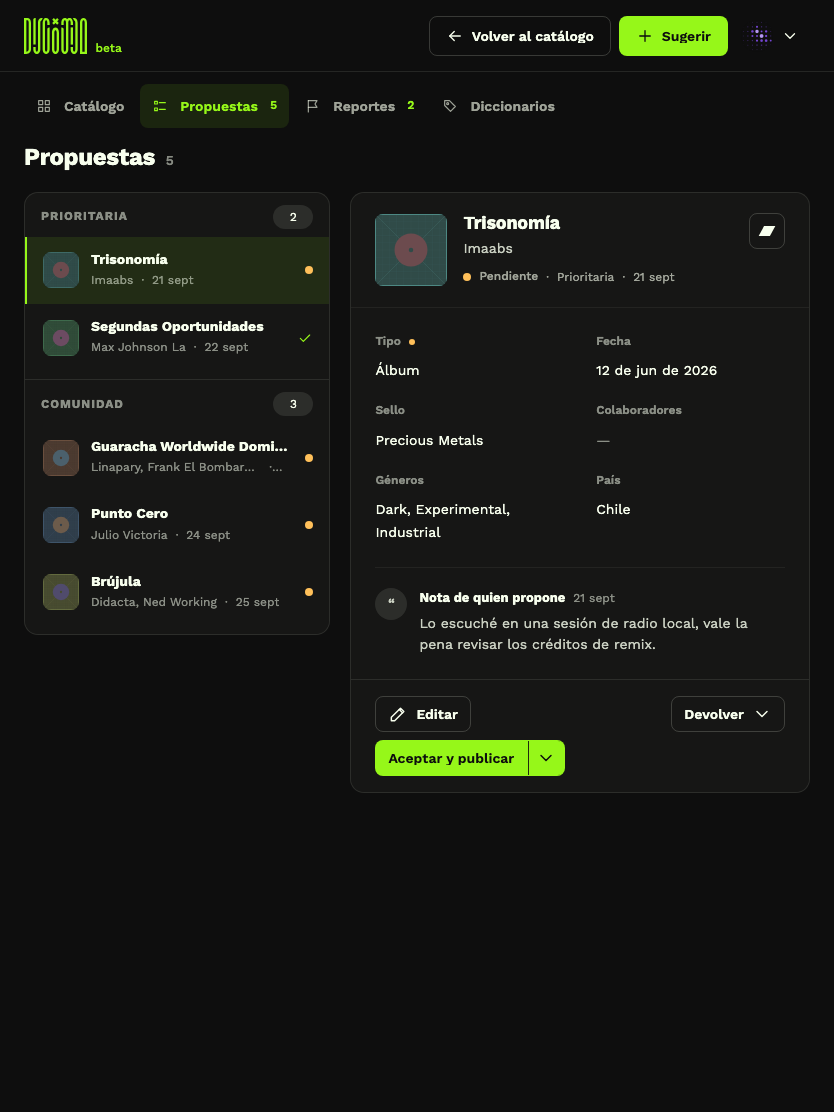 beta
Volver al catálogo
Sugerir
Catálogo
Propuestas 5
Reportes 2
Diccionarios
Propuestas 5
PRIORITARIA 2
Trisonomía
Imaabs · 21 sept
Segundas Oportunidades
Max Johnson La · 22 sept
COMUNIDAD 3
Guaracha Worldwide Domi...
Linapary, Frank El Bombar... ·...
Punto Cero
Julio Victoria · 24 sept
Brújula
Didacta, Ned Working · 25 sept
Trisonomía
Imaabs
Pendiente · Prioritaria · 21 sept
Tipo
Álbum
Fecha
12 de jun de 2026
Sello
Precious Metals
Colaboradores
—
Géneros
Dark, Experimental,
Industrial
País
Chile
“
Nota de quien propone 21 sept
Lo escuché en una sesión de radio local, vale la
pena revisar los créditos de remix.
Editar
Devolver
Aceptar y publicar